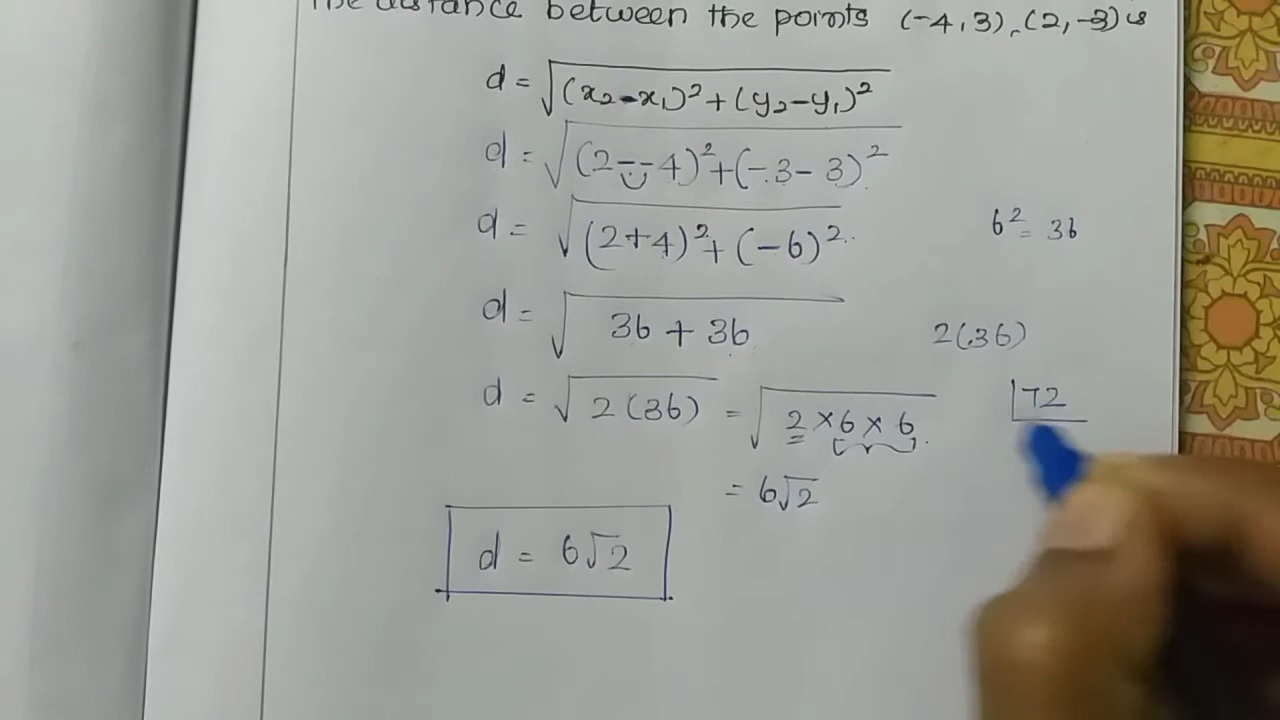 The distance between the points (-4,3), (2,-3) is
d = √(x₂-x₁)² + (y₂-y₁)²
d = √(2--4)² + (-3-3)²
d = √(2+4)² + (-6)²
6² = 36
d = √36 + 36
2(36)
d = √2(36) = √2×6×6
72
= 6√2
d = 6√2